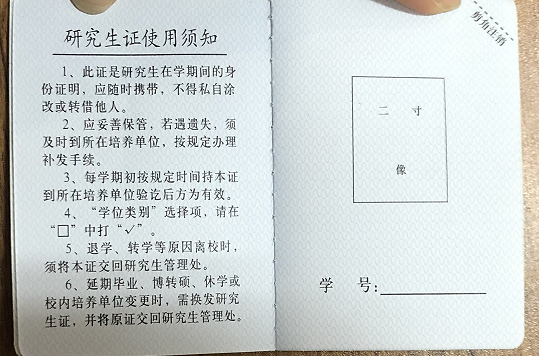 研究生证使用须知
1、此证是研究生在学期间的身
份证明，应随时携带，不得私自涂
改或转借他人。
2、应妥善保管，若遇遗失，须
及时到所在培养单位，按规定办理
补发手续。
3、每学期初按规定时间持本证
到所在培养单位验讫后方为有效。
4、“学位类别”选择项，请在
“□”中打“✓”。
5、退学、转学等原因离校时，
须将本证交回研究生管理处。
6、延期毕业、博转硕、休学或
校内培养单位变更时，需换发研究
生证，并将原证交回研究生管理处。
剪角注销
二 寸
像
学 号: